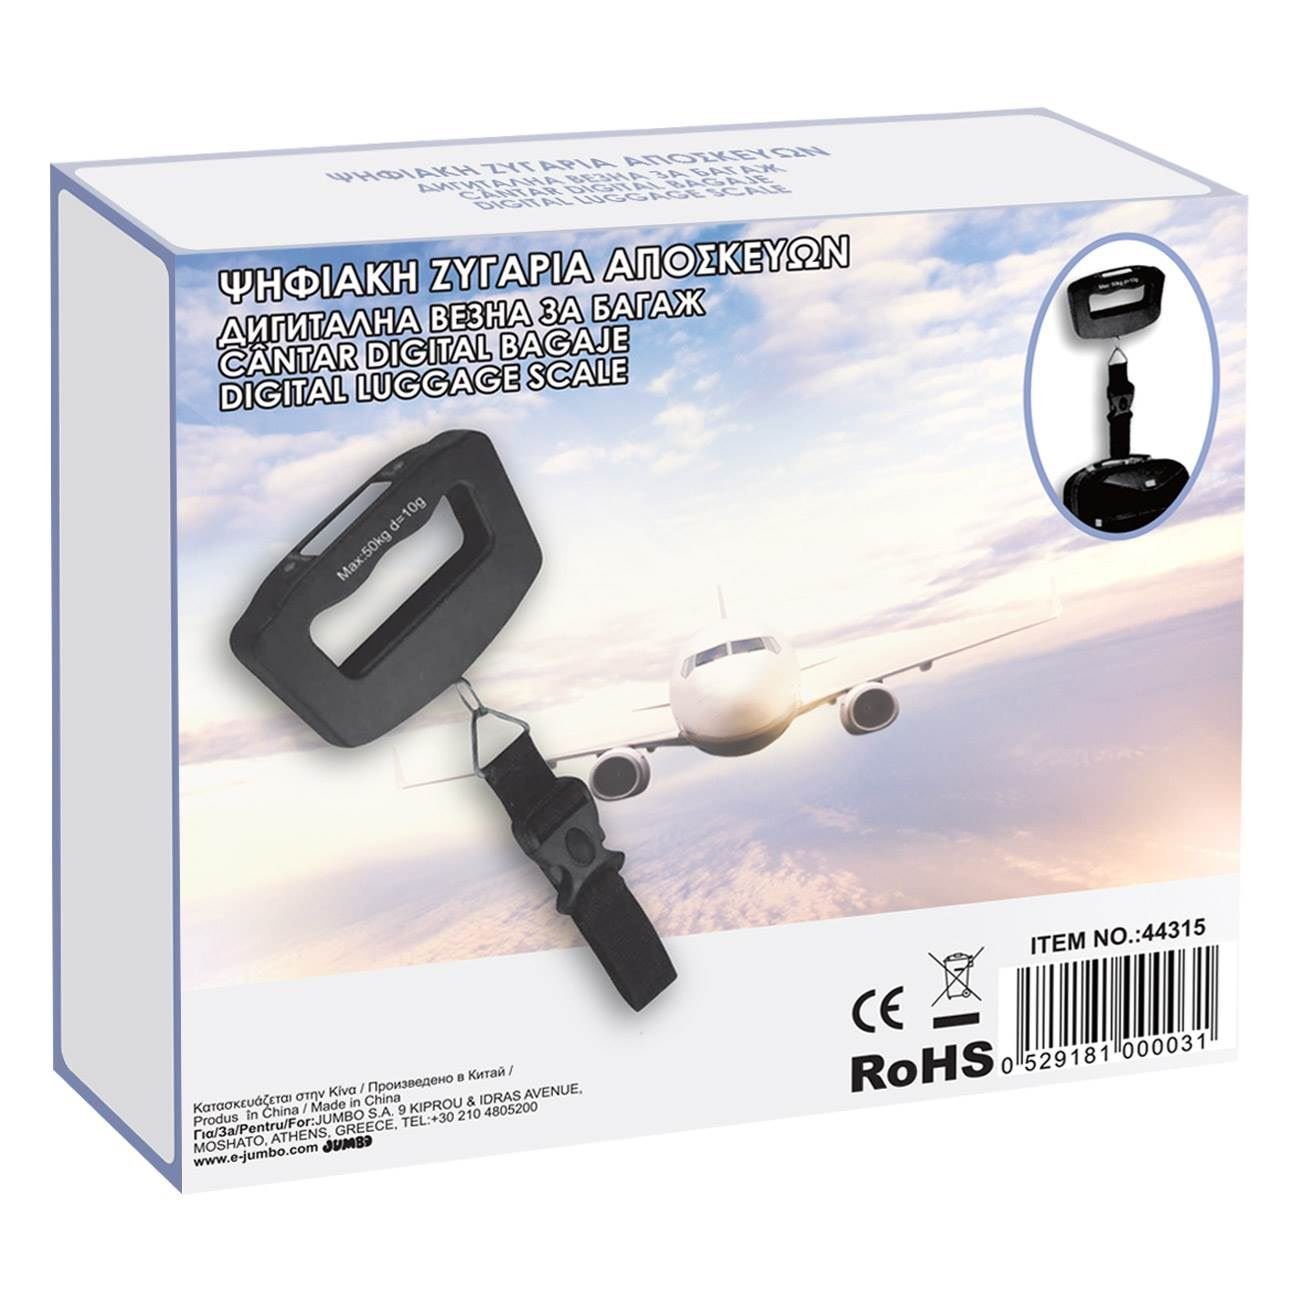 ΨΗΦΙΑΚΗ ΖΥΓΑΡΙΑ ΑΠΟΣΚΕΥΩΝ
ДИГИТАЛНА ВЕЗНА ЗА БАГАЖ
CÂNTAR DIGITAL BAGAJE
DIGITAL LUGGAGE SCALE
ΨΗΦΙΑΚΗ ΖΥΓΑΡΙΑ ΑΠΟΣΚΕΥΩΝ
ДИГИТАЛНА ВЕЗНА ЗА БАГАЖ
CÂNTAR DIGITAL BAGAJE
DIGITAL LUGGAGE SCALE
Max: 50kg d=10g
Max:50kg d=10g
ITEM NO.:44315
CE
RoHS
0 529181 000031
Κατασκευάζεται στην Κίνα / Произведено в Китай /
Produs în China / Made in China
Για/За/Pentru/For:JUMBO S.A. 9 KIPROU & IDRAS AVENUE,
MOSHATO, ATHENS, GREECE, TEL:+30 210 4805200
www.e-jumbo.com JUMBO